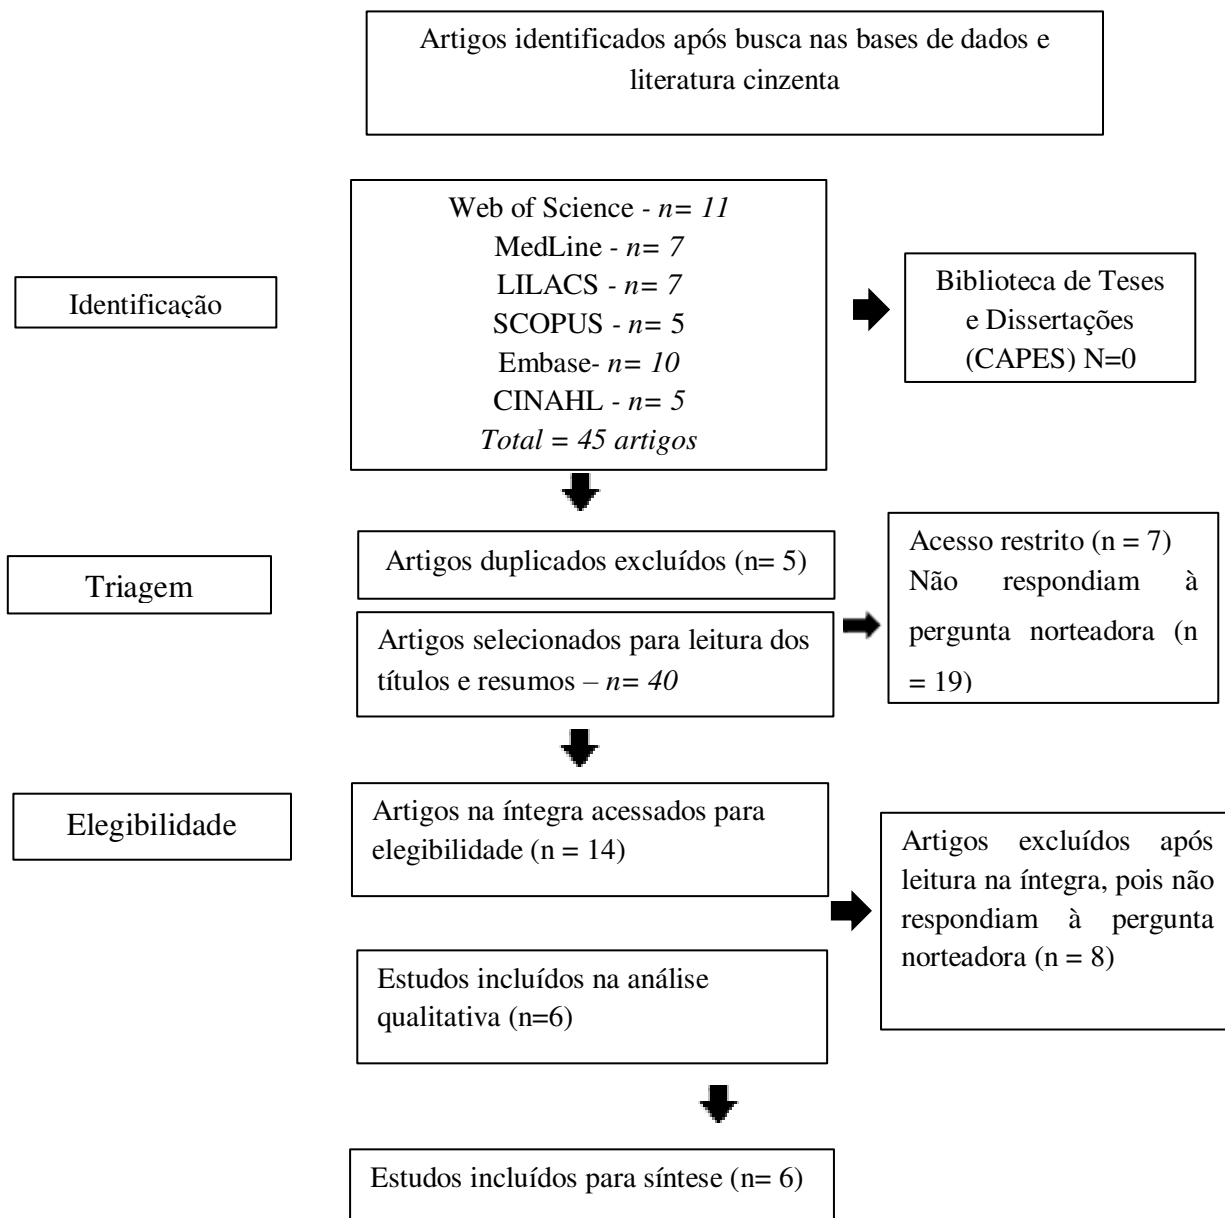 Artigos identificados após busca nas bases de dados e
literatura cinzenta
Web of Science - n= 11
MedLine - n= 7
LILACS - n= 7
SCOPUS - n= 5
Embase- n= 10
CINAHL - n= 5
Total = 45 artigos
Identificação
Biblioteca de Teses
e Dissertações
(CAPES) N=0
Triagem
Artigos duplicados excluídos (n= 5)
Artigos selecionados para leitura dos
títulos e resumos – n= 40
Acesso restrito (n = 7)
Não respondiam à
pergunta norteadora (n
= 19)
Elegibilidade
Artigos na íntegra acessados para
elegibilidade (n = 14)
Artigos excluídos após
leitura na íntegra, pois não
respondiam à pergunta
norteadora (n = 8)
Estudos incluídos na análise
qualitativa (n=6)
Estudos incluídos para síntese (n= 6)